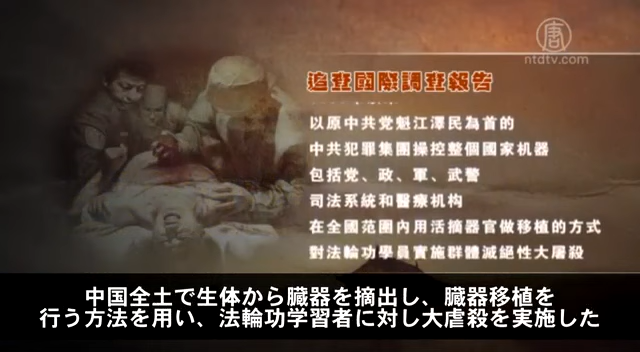 唐
ntdtv.com
追查國際調查報告
以原中共党魁江澤民為首的
中共犯罪集團操控整個國家机器
包括党、政、軍、武警
司法系統和醫療机构
在全國范圍內用活摘器官做移植的方式
對法輪功學員實施群體滅絕性大屠殺
中国全土で生体から臓器を摘出し、臓器移植を
行う方法を用い、法輪功学習者に対し大虐殺を実施した